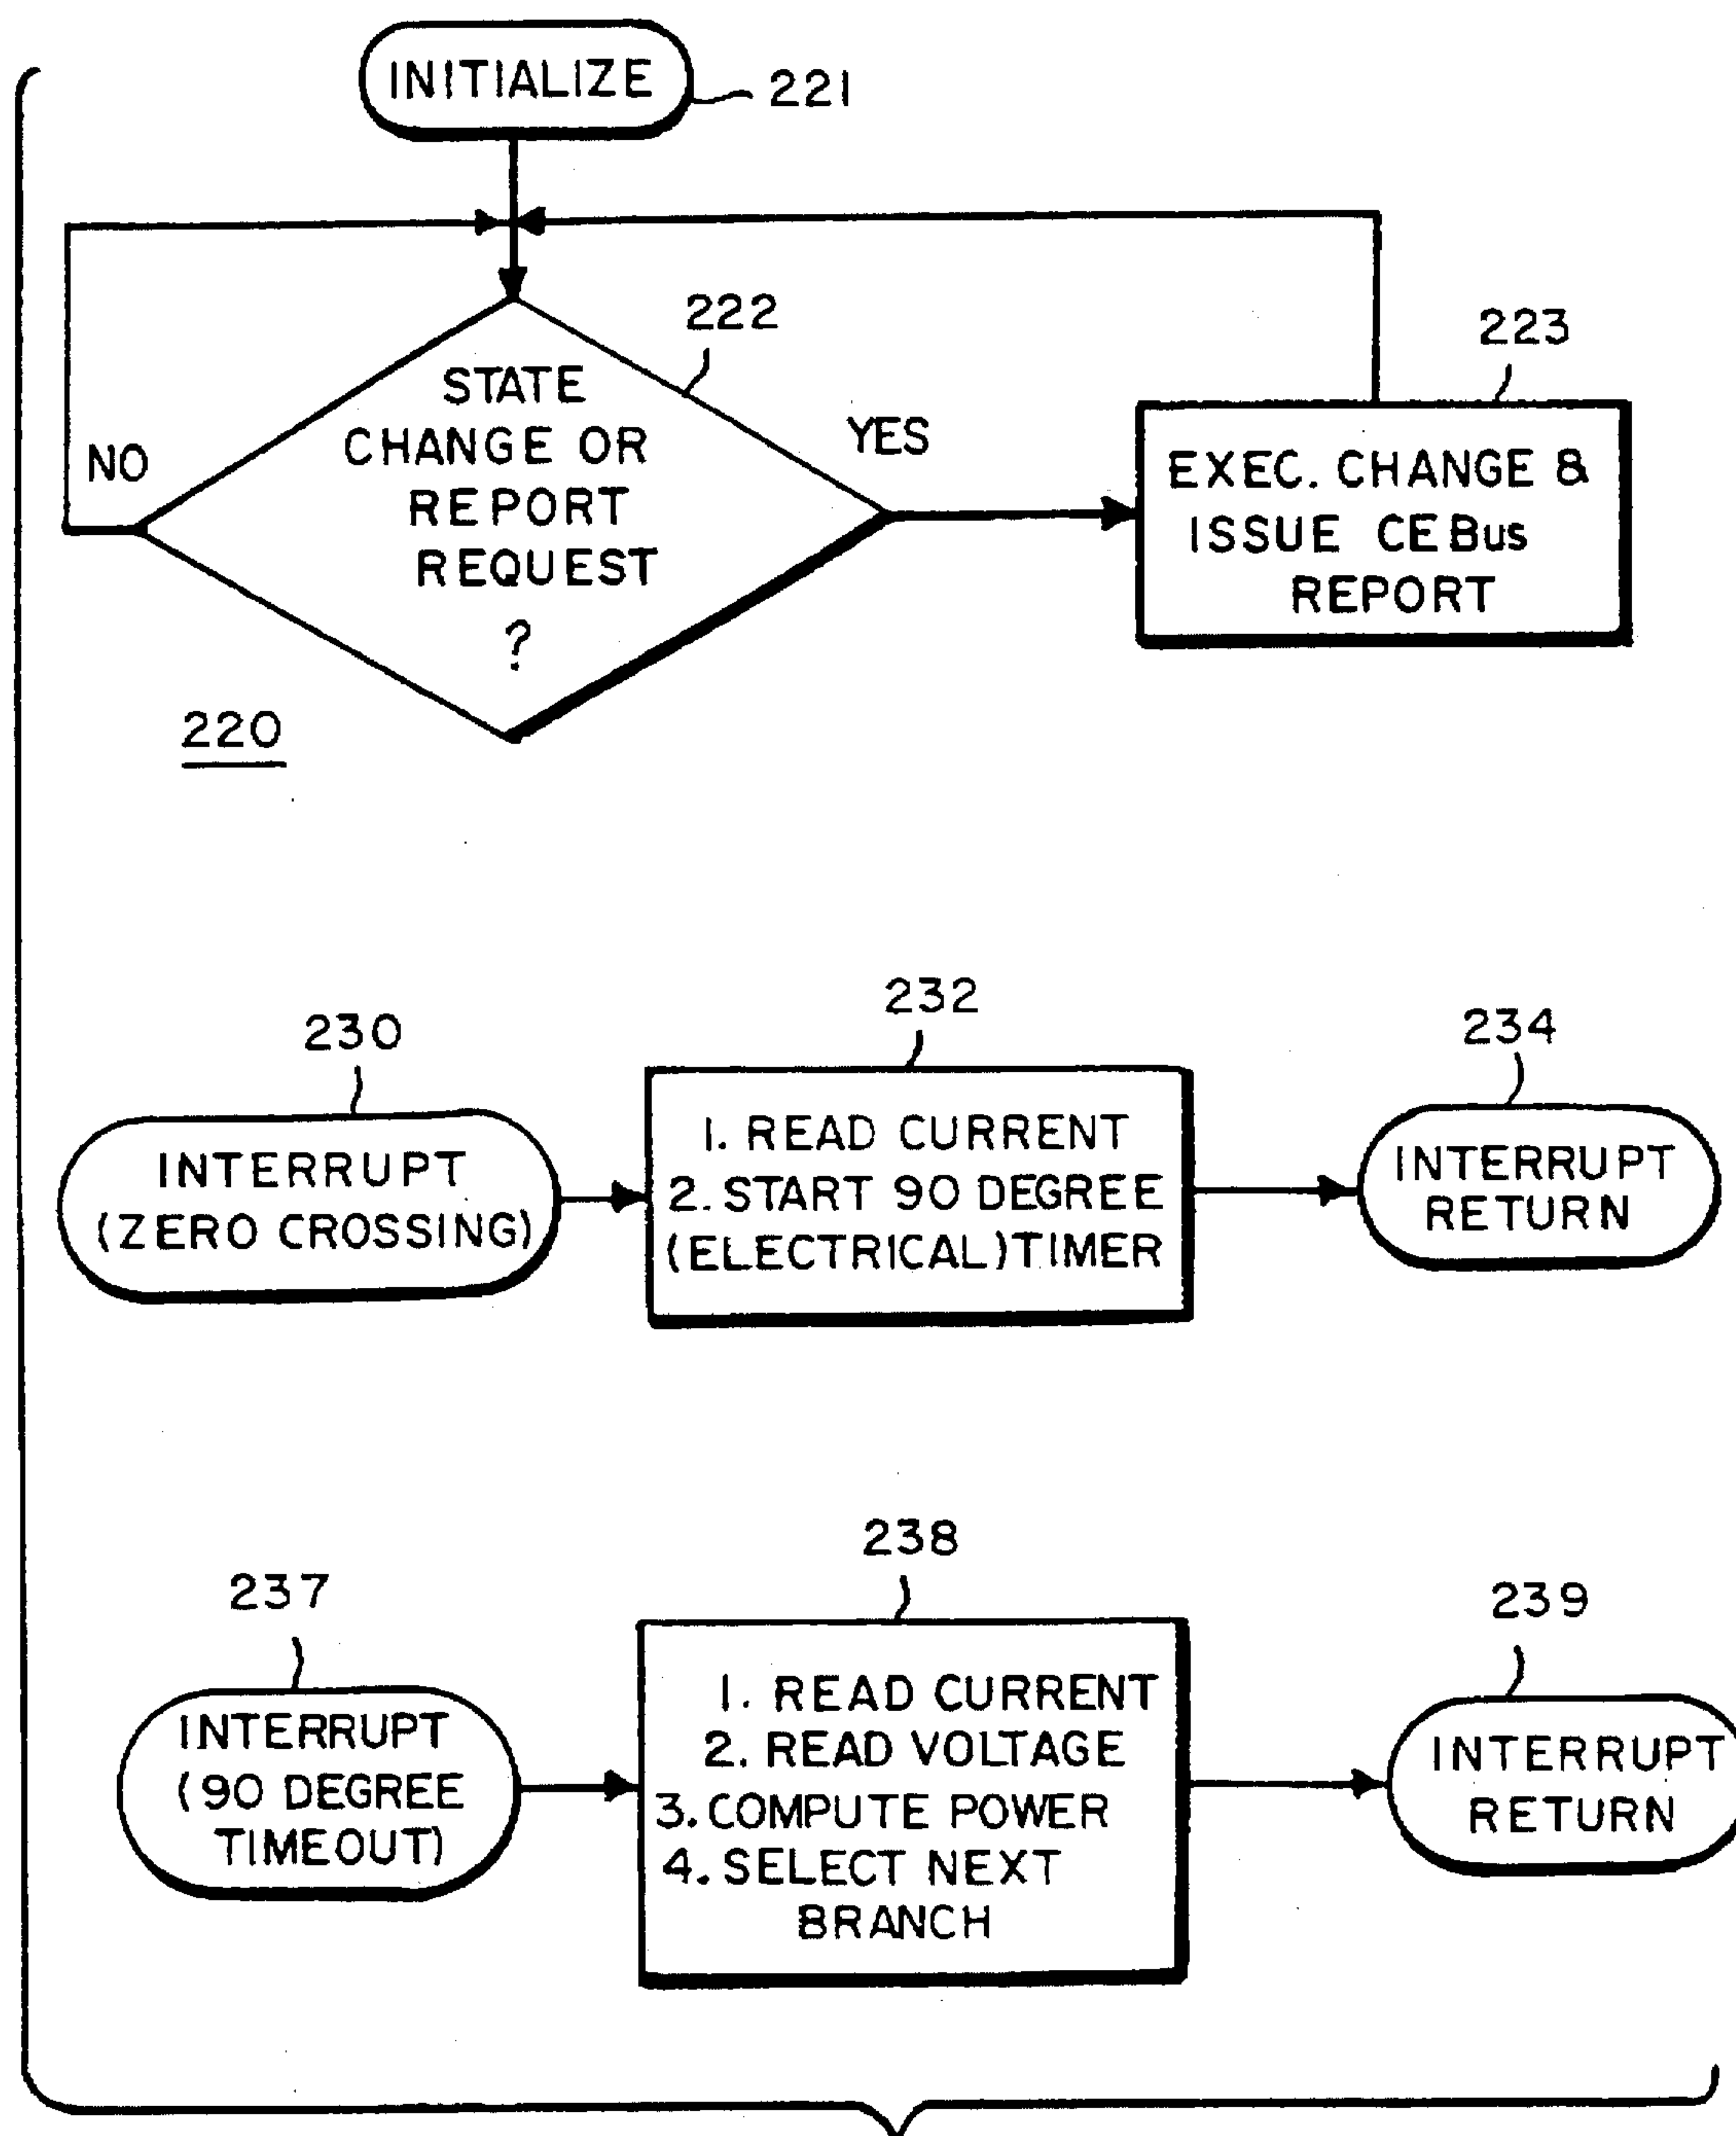 INITIALIZE
221
222
223
STATE
CHANGE OR
REPORT
REQUEST
?
NO
YES
EXEC. CHANGE &
ISSUE CEBus
REPORT
220
230
232
234
INTERRUPT
(ZERO CROSSING)
1. READ CURRENT
2. START 90 DEGREE
(ELECTRICAL) TIMER
INTERRUPT
RETURN
237
238
239
INTERRUPT
(90 DEGREE
TIMEOUT)
1. READ CURRENT
2. READ VOLTAGE
3. COMPUTE POWER
4. SELECT NEXT
BRANCH
INTERRUPT
RETURN